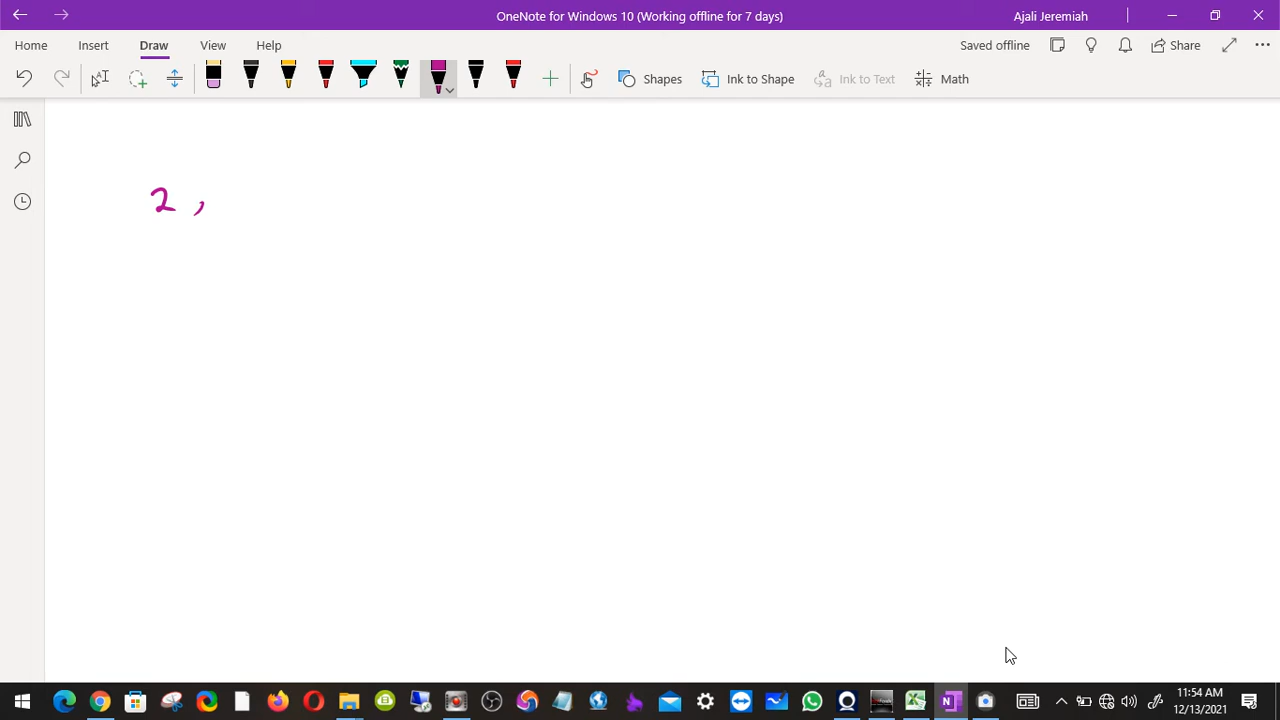 OneNote for Windows 10 (Working offline for 7 days)
Ajali Jeremiah
Home Insert Draw View Help
Saved offline
Share
Shapes
Ink to Shape
Ink to Text
Math
2 ,
11:54 AM
12/13/2021